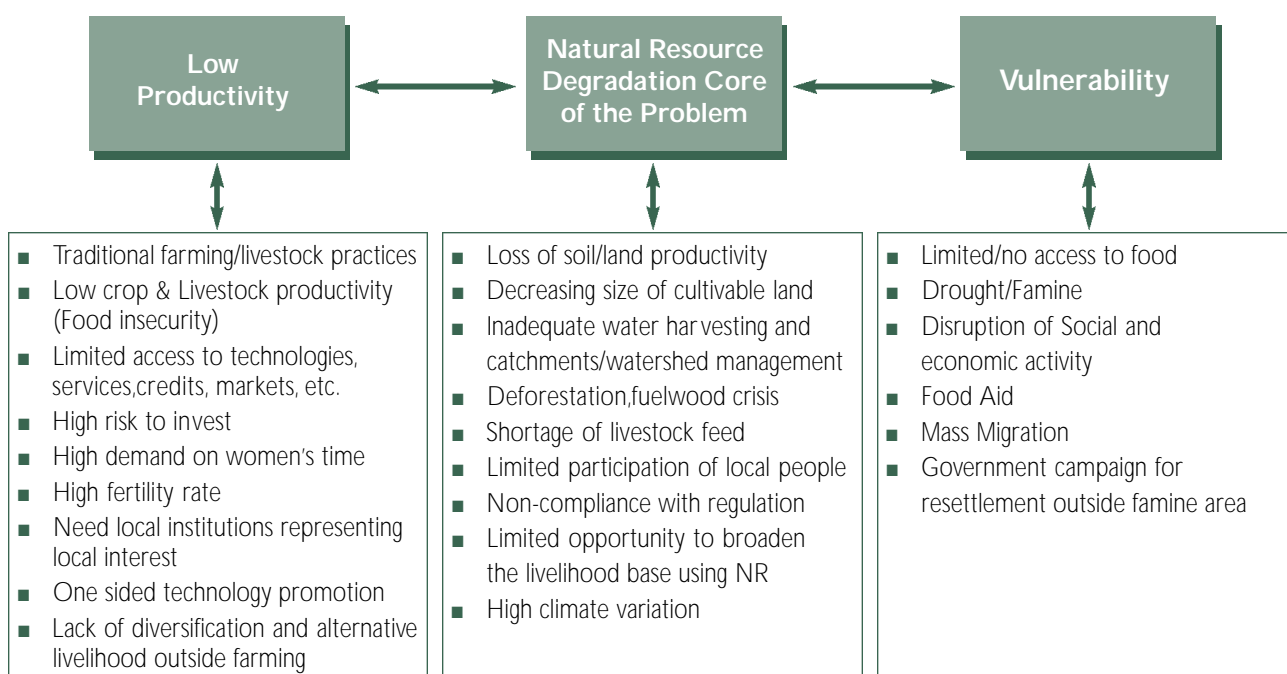 Low
Productivity
Natural Resource
Degradation Core
of the Problem
Vulnerability
■ Traditional farming/livestock practices
■ Low crop & Livestock productivity
(Food insecurity)
■ Limited access to technologies,
services,credits, markets, etc.
■ High risk to invest
■ High demand on women's time
■ High fertility rate
■ Need local institutions representing
local interest
■ One sided technology promotion
■ Lack of diversification and alternative
livelihood outside farming
■ Loss of soil/land productivity
■ Decreasing size of cultivable land
■ Inadequate water harvesting and
catchments/watershed management
■ Deforestation,fuelwood crisis
■ Shortage of livestock feed
■ Limited participation of local people
■ Non-compliance with regulation
■ Limited opportunity to broaden
the livelihood base using NR
■ High climate variation
■ Limited/no access to food
■ Drought/Famine
■ Disruption of Social and
economic activity
■ Food Aid
■ Mass Migration
■ Government campaign for
resettlement outside famine area